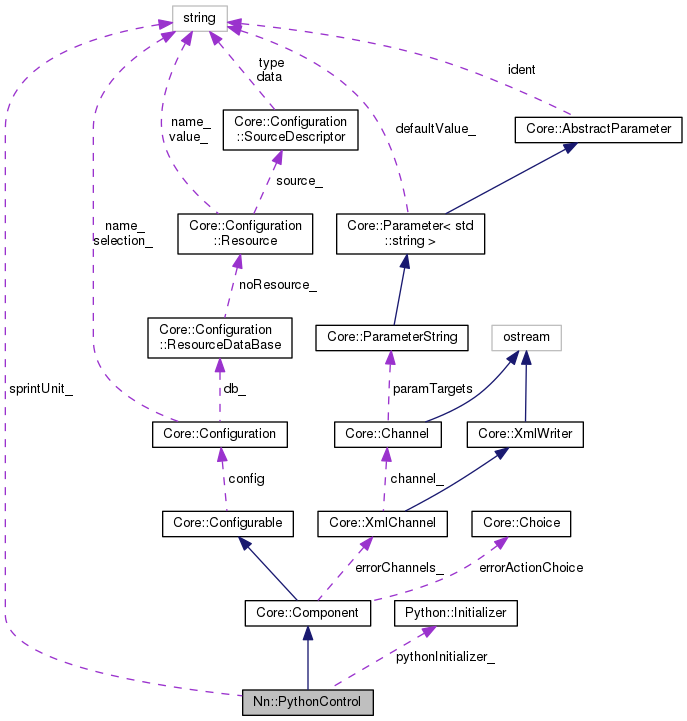 string
type
data
ident
name_
value_
Core::Configuration
::SourceDescriptor
defaultValue_
Core::AbstractParameter
source_
name_
selection_
Core::Configuration
::Resource
Core::Parameter< std
::string >
noResource_
Core::Configuration
::ResourceDataBase
Core::ParameterString
ostream
sprintUnit_
db_
paramTargets
Core::Configuration
Core::Channel
Core::XmlWriter
config
channel_
Core::Configurable
Core::XmlChannel
Core::Choice
errorChannels_
errorActionChoice
Core::Component
Python::Initializer
pythonInitializer_
Nn::PythonControl